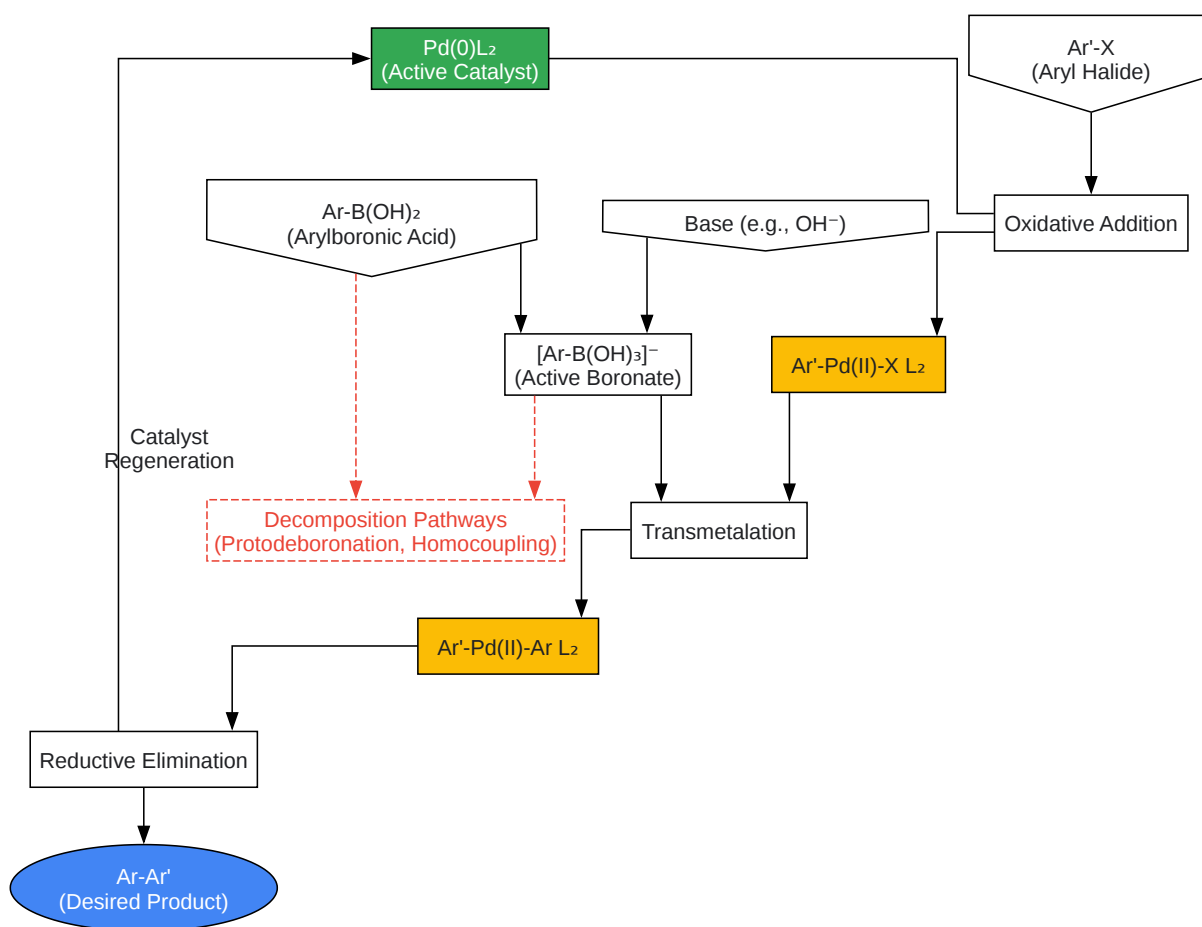 Pd(0)L₂
(Active Catalyst)
Ar'-X
(Aryl Halide)
Ar-B(OH)₂
(Arylboronic Acid)
Base (e.g., OH⁻)
Oxidative Addition
[Ar-B(OH)₃]⁻
(Active Boronate)
Ar'-Pd(II)-X L₂
Catalyst
Regeneration
Decomposition Pathways
(Protodeboronation, Homocoupling)
Transmetalation
Ar'-Pd(II)-Ar L₂
Reductive Elimination
Ar-Ar'
(Desired Product)